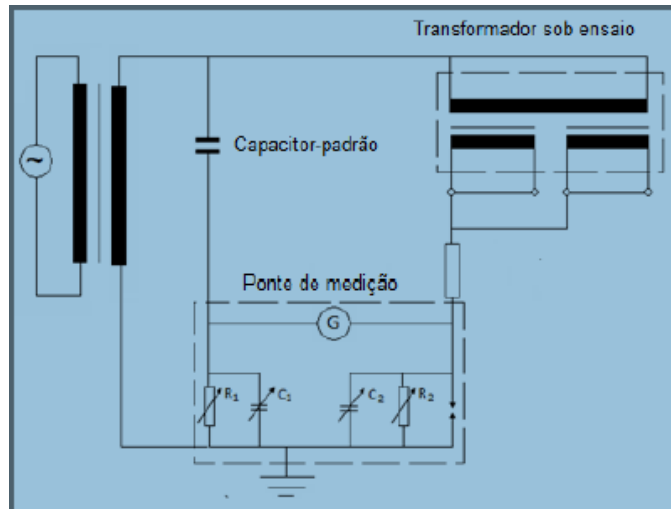 Transformador sob ensaio
Capacitor-padrão
Ponte de medição
~
G
R₁
C₁
C₂
R₂